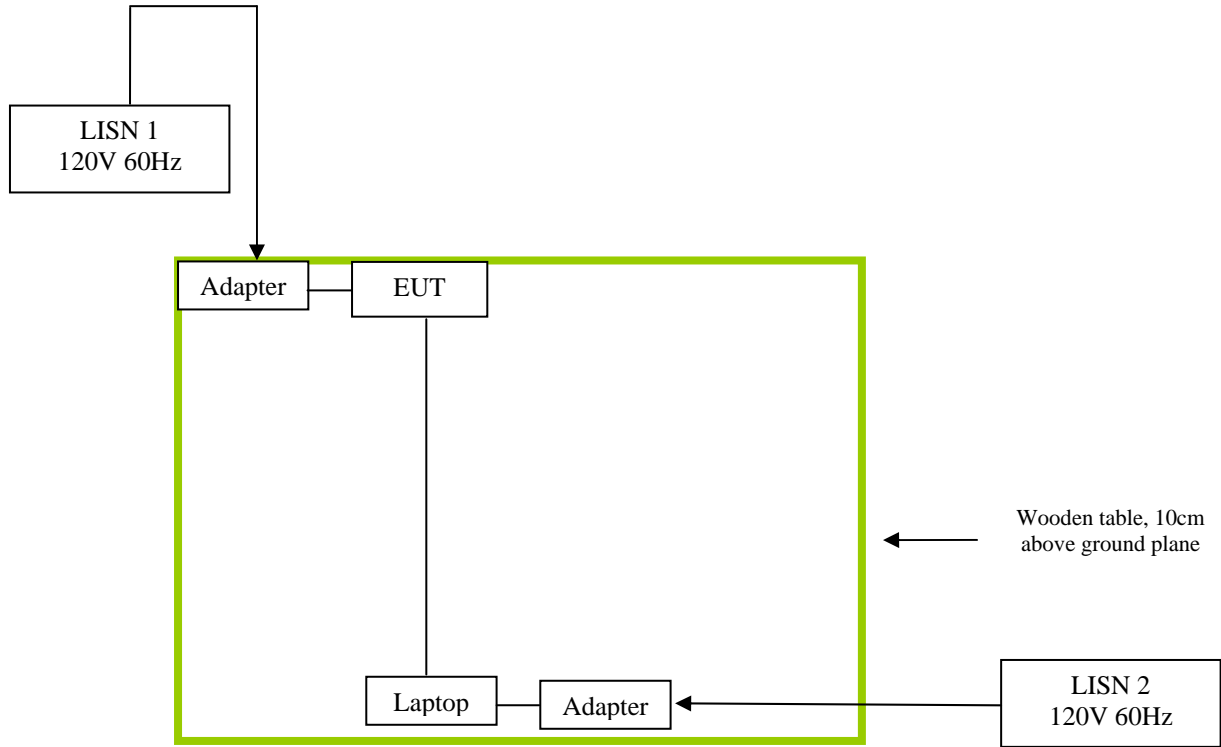 LISN 1
120V 60Hz
Adapter
EUT
Wooden table, 10cm
above ground plane
Laptop
Adapter
LISN 2
120V 60Hz